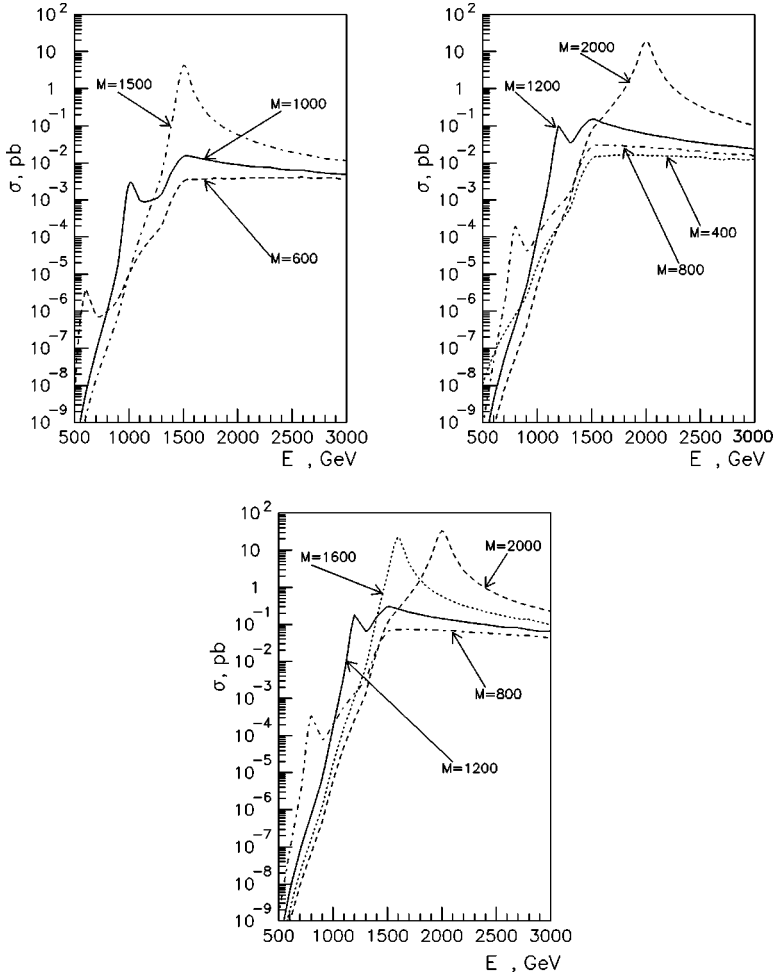 10²
10
1
10⁻¹
10⁻²
10⁻³
10⁻⁴
10⁻⁵
10⁻⁶
10⁻⁷
10⁻⁸
10⁻⁹
σ, pb
M=1500
M=1000
M=600
500 1000 1500 2000 2500 3000
E , GeV
10²
10
1
10⁻¹
10⁻²
10⁻³
10⁻⁴
10⁻⁵
10⁻⁶
10⁻⁷
10⁻⁸
10⁻⁹
σ, pb
M=2000
M=1200
M=400
M=800
500 1000 1500 2000 2500 3000
E , GeV
10²
10
1
10⁻¹
10⁻²
10⁻³
10⁻⁴
10⁻⁵
10⁻⁶
10⁻⁷
10⁻⁸
10⁻⁹
σ, pb
M=2000
M=1600
M=800
M=1200
500 1000 1500 2000 2500 3000
E , GeV